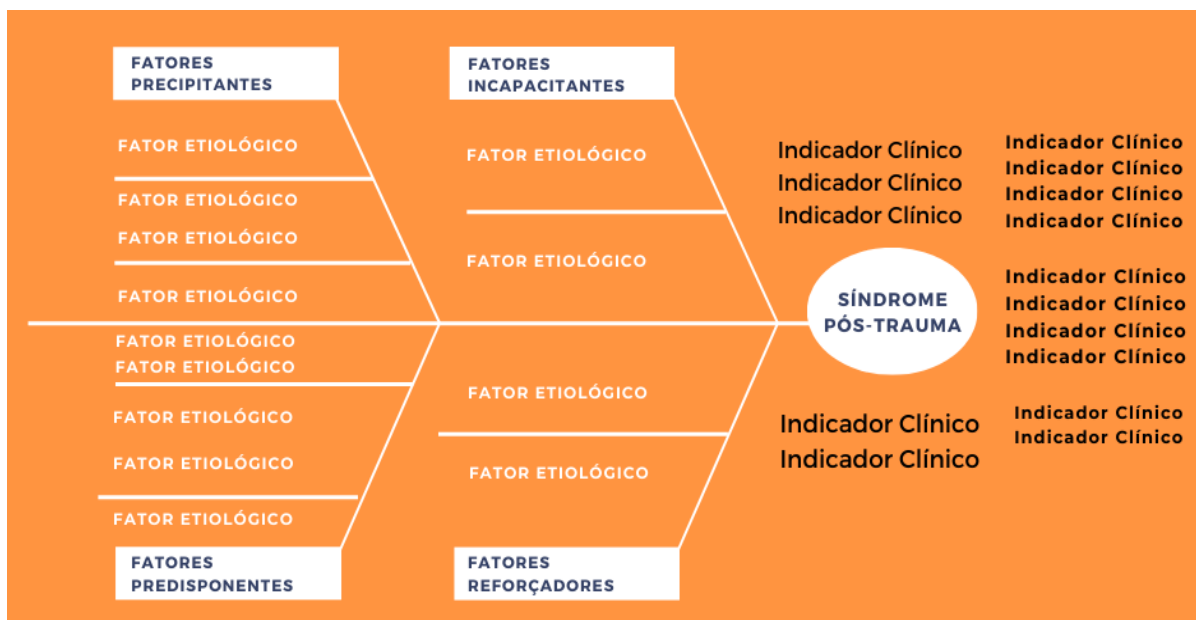 FATORES
PRECIPITANTES
FATOR ETIOLÓGICO
FATOR ETIOLÓGICO
FATOR ETIOLÓGICO
FATOR ETIOLÓGICO
FATORES
INCAPACITANTES
FATOR ETIOLÓGICO
FATOR ETIOLÓGICO
FATOR ETIOLÓGICO
FATOR ETIOLÓGICO
FATOR ETIOLÓGICO
FATOR ETIOLÓGICO
FATOR ETIOLÓGICO
FATORES
PREDISPONENTES
FATOR ETIOLÓGICO
FATOR ETIOLÓGICO
FATORES
REFORÇADORES
Indicador Clínico
Indicador Clínico
Indicador Clínico
SÍNDROME
PÓS-TRAUMA
Indicador Clínico
Indicador Clínico
Indicador Clínico
Indicador Clínico
Indicador Clínico
Indicador Clínico
Indicador Clínico
Indicador Clínico
Indicador Clínico
Indicador Clínico
Indicador Clínico
Indicador Clínico